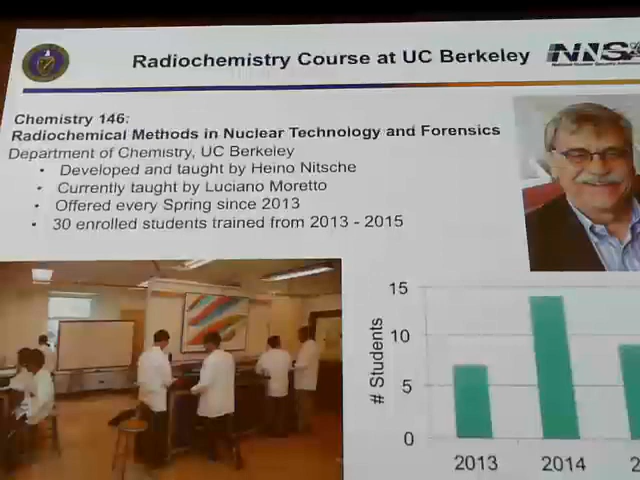 Radiochemistry Course at UC Berkeley
NNS
Chemistry 146:
Radiochemical Methods in Nuclear Technology and Forensics
Department of Chemistry, UC Berkeley
• Developed and taught by Heino Nitsche
• Currently taught by Luciano Moretto
• Offered every Spring since 2013
• 30 enrolled students trained from 2013 - 2015
# Students
15
10
5
0
2013
2014
2